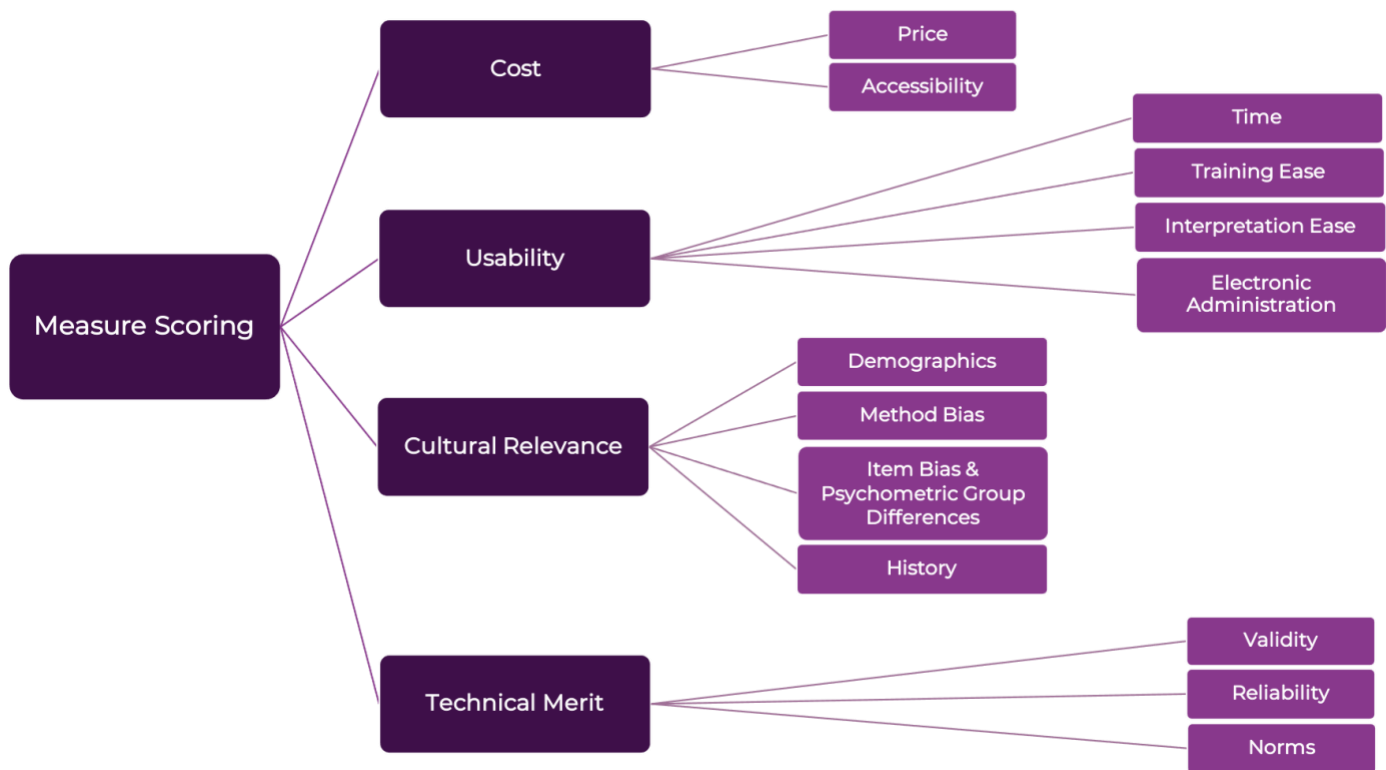 Measure Scoring
Cost
Price
Accessibility
Usability
Time
Training Ease
Interpretation Ease
Electronic
Administration
Cultural Relevance
Demographics
Method Bias
Item Bias &
Psychometric Group
Differences
History
Technical Merit
Validity
Reliability
Norms